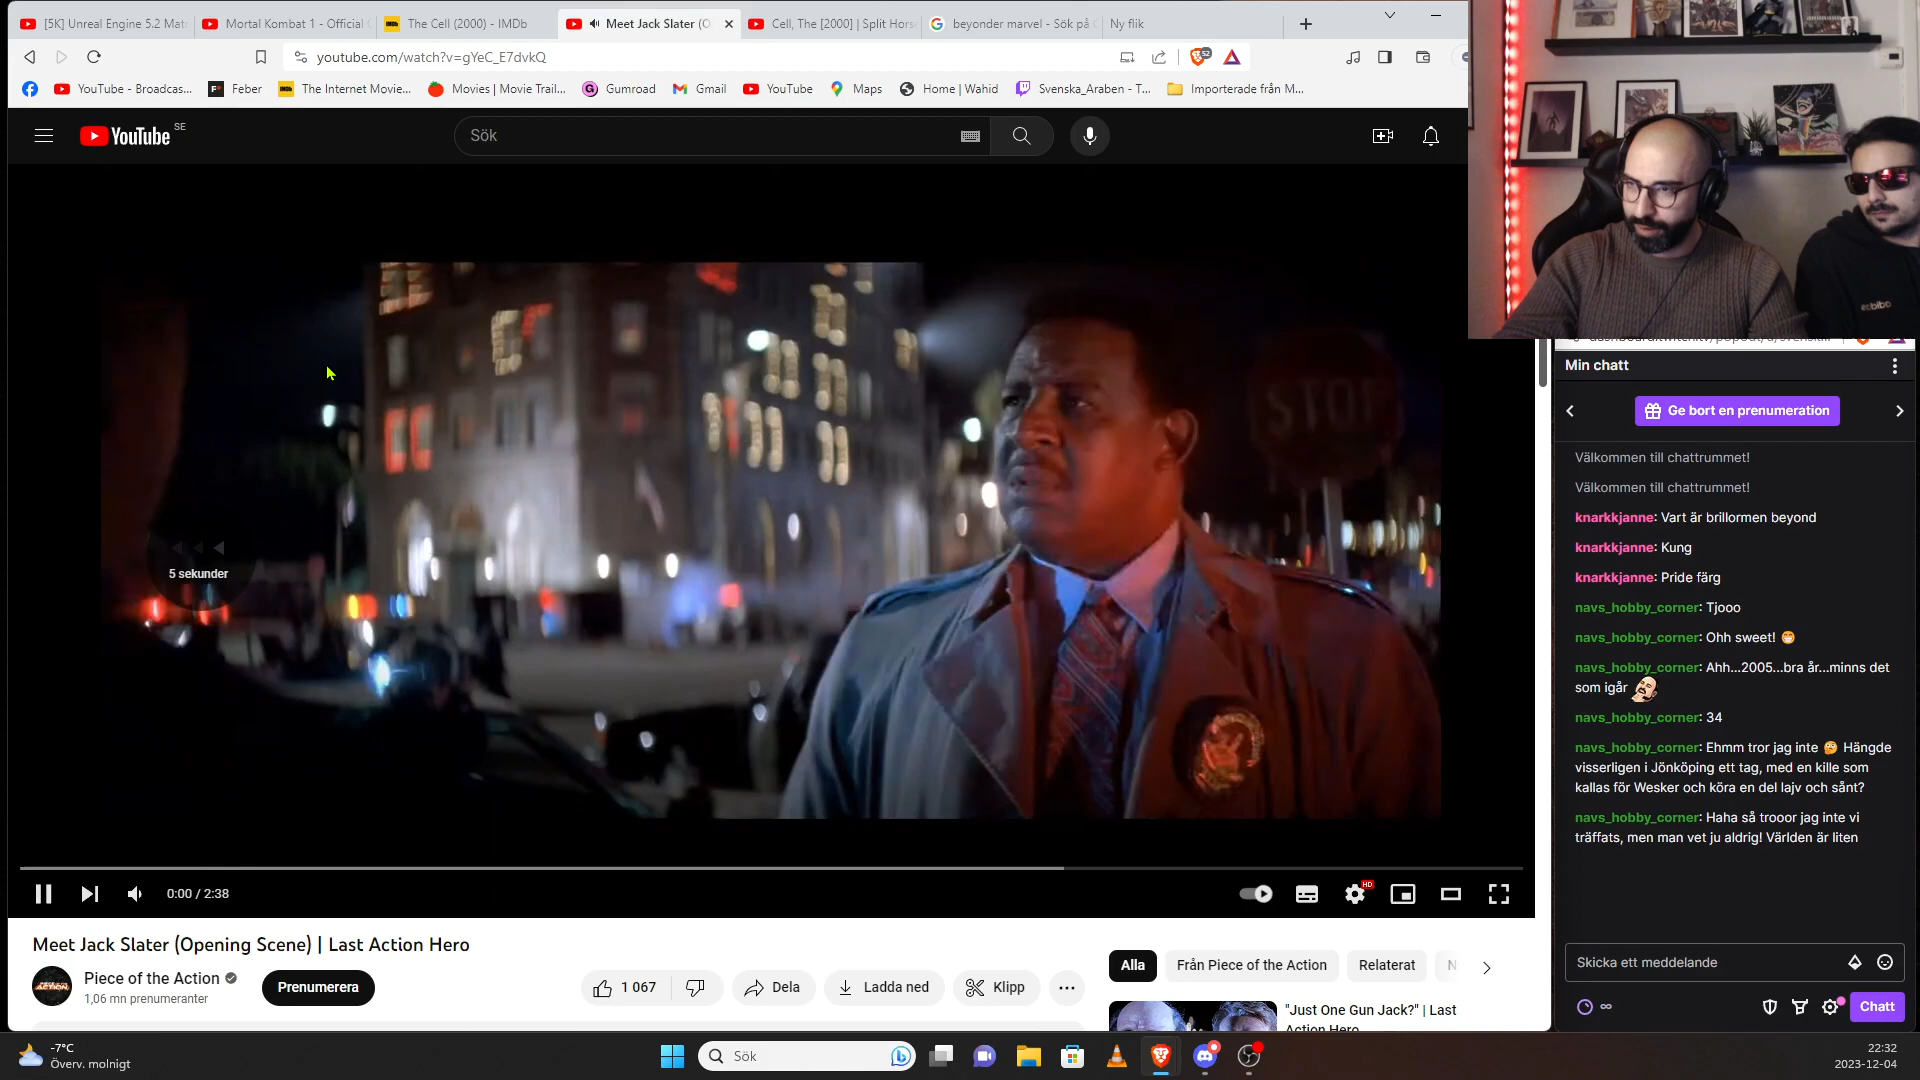 [5K] Unreal Engine 5.2 Mat
Mortal Kombat 1 - Official
The Cell (2000) - IMDb
Meet Jack Slater (O
Cell, The [2000] | Split Hors
beyonder marvel - Sök på
Ny flik
youtube.com/watch?v=gYeC_E7dvkQ
52
YouTube - Broadcas...
Feber
The Internet Movie...
Movies | Movie Trail...
Gumroad
Gmail
YouTube
Maps
Home | Wahid
Svenska_Araben - T...
Importerade från M...
YouTube SE
Sök
STOP
5 sekunder
esbibo
Min chatt
Ge bort en prenumeration
Välkommen till chattrummet!
Välkommen till chattrummet!
knarkkjanne: Vart är brillormen beyond
knarkkjanne: Kung
knarkkjanne: Pride färg
navs_hobby_corner: Tjooo
navs_hobby_corner: Ohh sweet! 😁
navs_hobby_corner: Ahh...2005...bra år...minns det
som igår
navs_hobby_corner: 34
navs_hobby_corner: Ehmm tror jag inte 🤔 Hängde
visserligen i Jönköping ett tag, med en kille som
kallas för Wesker och köra en del lajv och sånt?
navs_hobby_corner: Haha så trooor jag inte vi
träffats, men man vet ju aldrig! Världen är liten
0:00 / 2:38
HD
Meet Jack Slater (Opening Scene) | Last Action Hero
Piece of the Action
1,06 mn prenumeranter
Prenumerera
1 067
Dela
Ladda ned
Klipp
Alla
Från Piece of the Action
Relaterat
"Just One Gun Jack?" | Last
Action Hero
Skicka ett meddelande
Chatt
-7°C
Överv. molnigt
Sök
22:32
2023-12-04